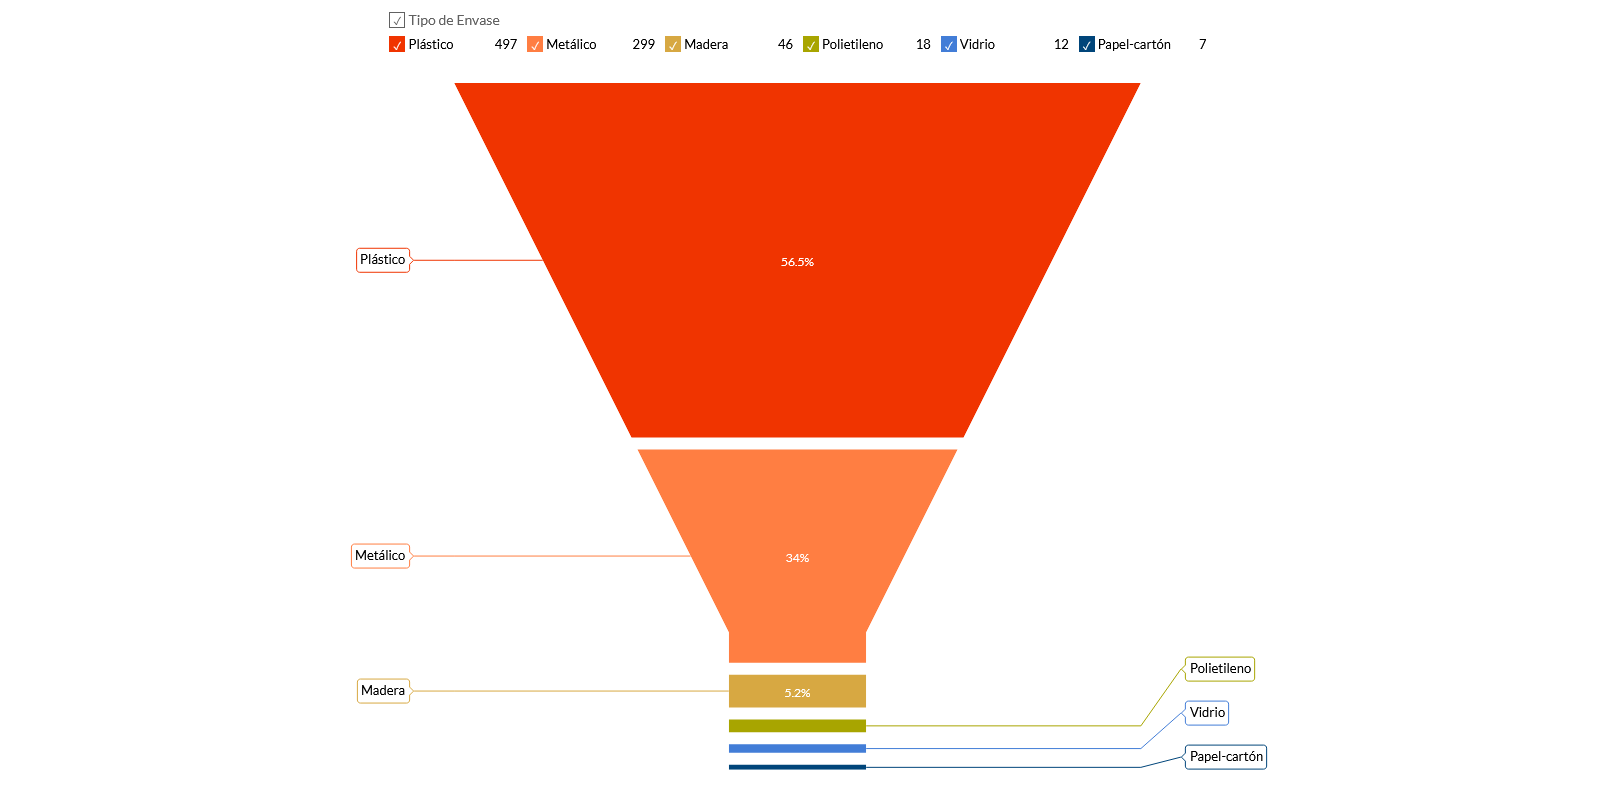 Tipo de Envase
Plástico 497 Metálico 299 Madera 46 Polietileno 18 Vidrio 12 Papel-cartón 7
Plástico
56.5%
Metálico
34%
Polietileno
Madera
5.2%
Vidrio
Papel-cartón